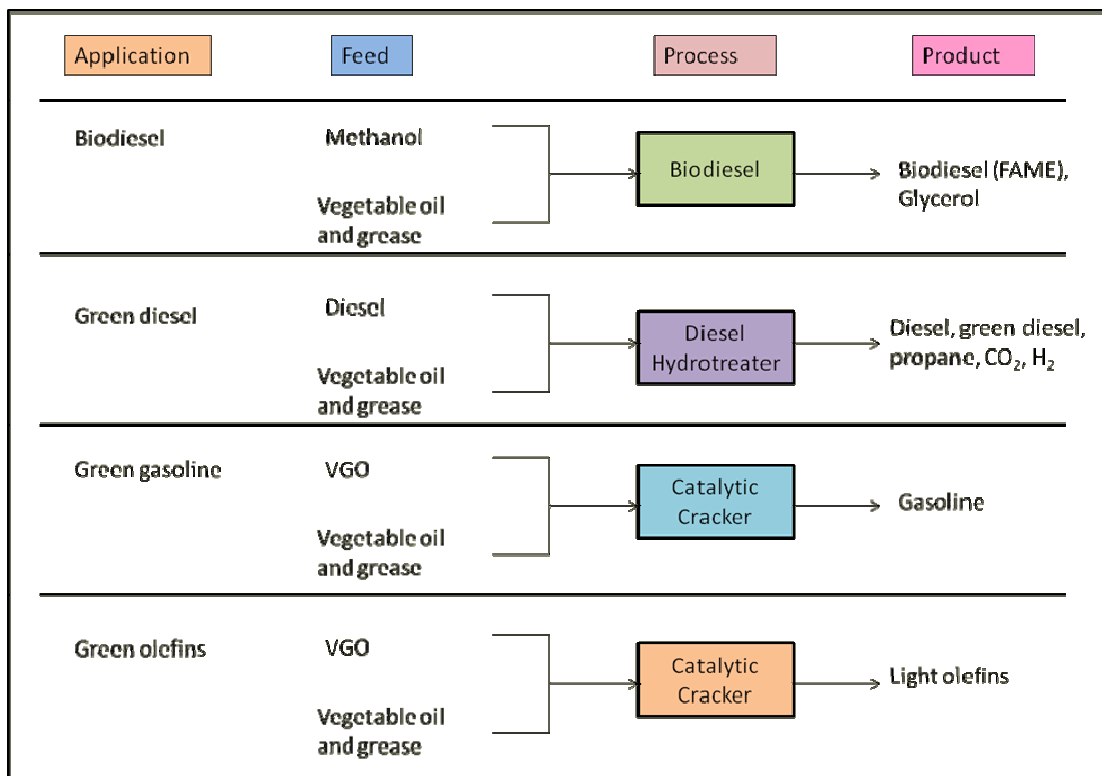 Application
Feed
Process
Product
Biodiesel
Methanol
Vegetable oil
and grease
Biodiesel
Biodiesel (FAME),
Glycerol
Green diesel
Diesel
Vegetable oil
and grease
Diesel
Hydrotreater
Diesel, green diesel,
propane, CO₂, H₂
Green gasoline
VGO
Vegetable oil
and grease
Catalytic
Cracker
Gasoline
Green olefins
VGO
Vegetable oil
and grease
Catalytic
Cracker
Light olefins